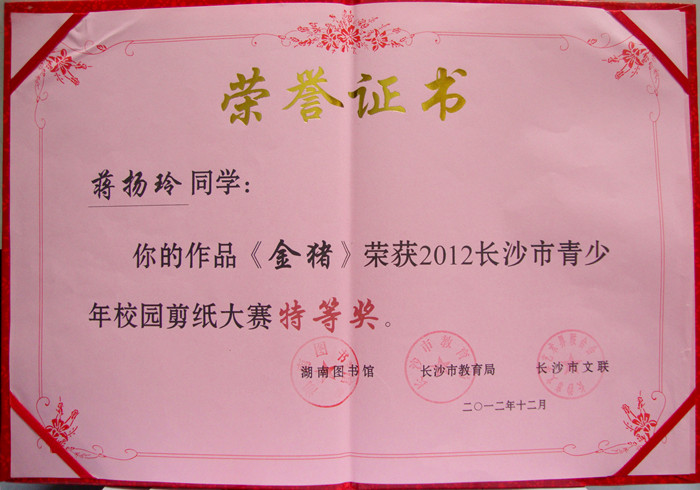 荣誉证书
蒋扬玲同学：
你的作品《金猪》荣获2012长沙市青少
年校园剪纸大赛特等奖。
湖南图书馆 长沙市教育局 长沙市文联
二〇一二年十二月